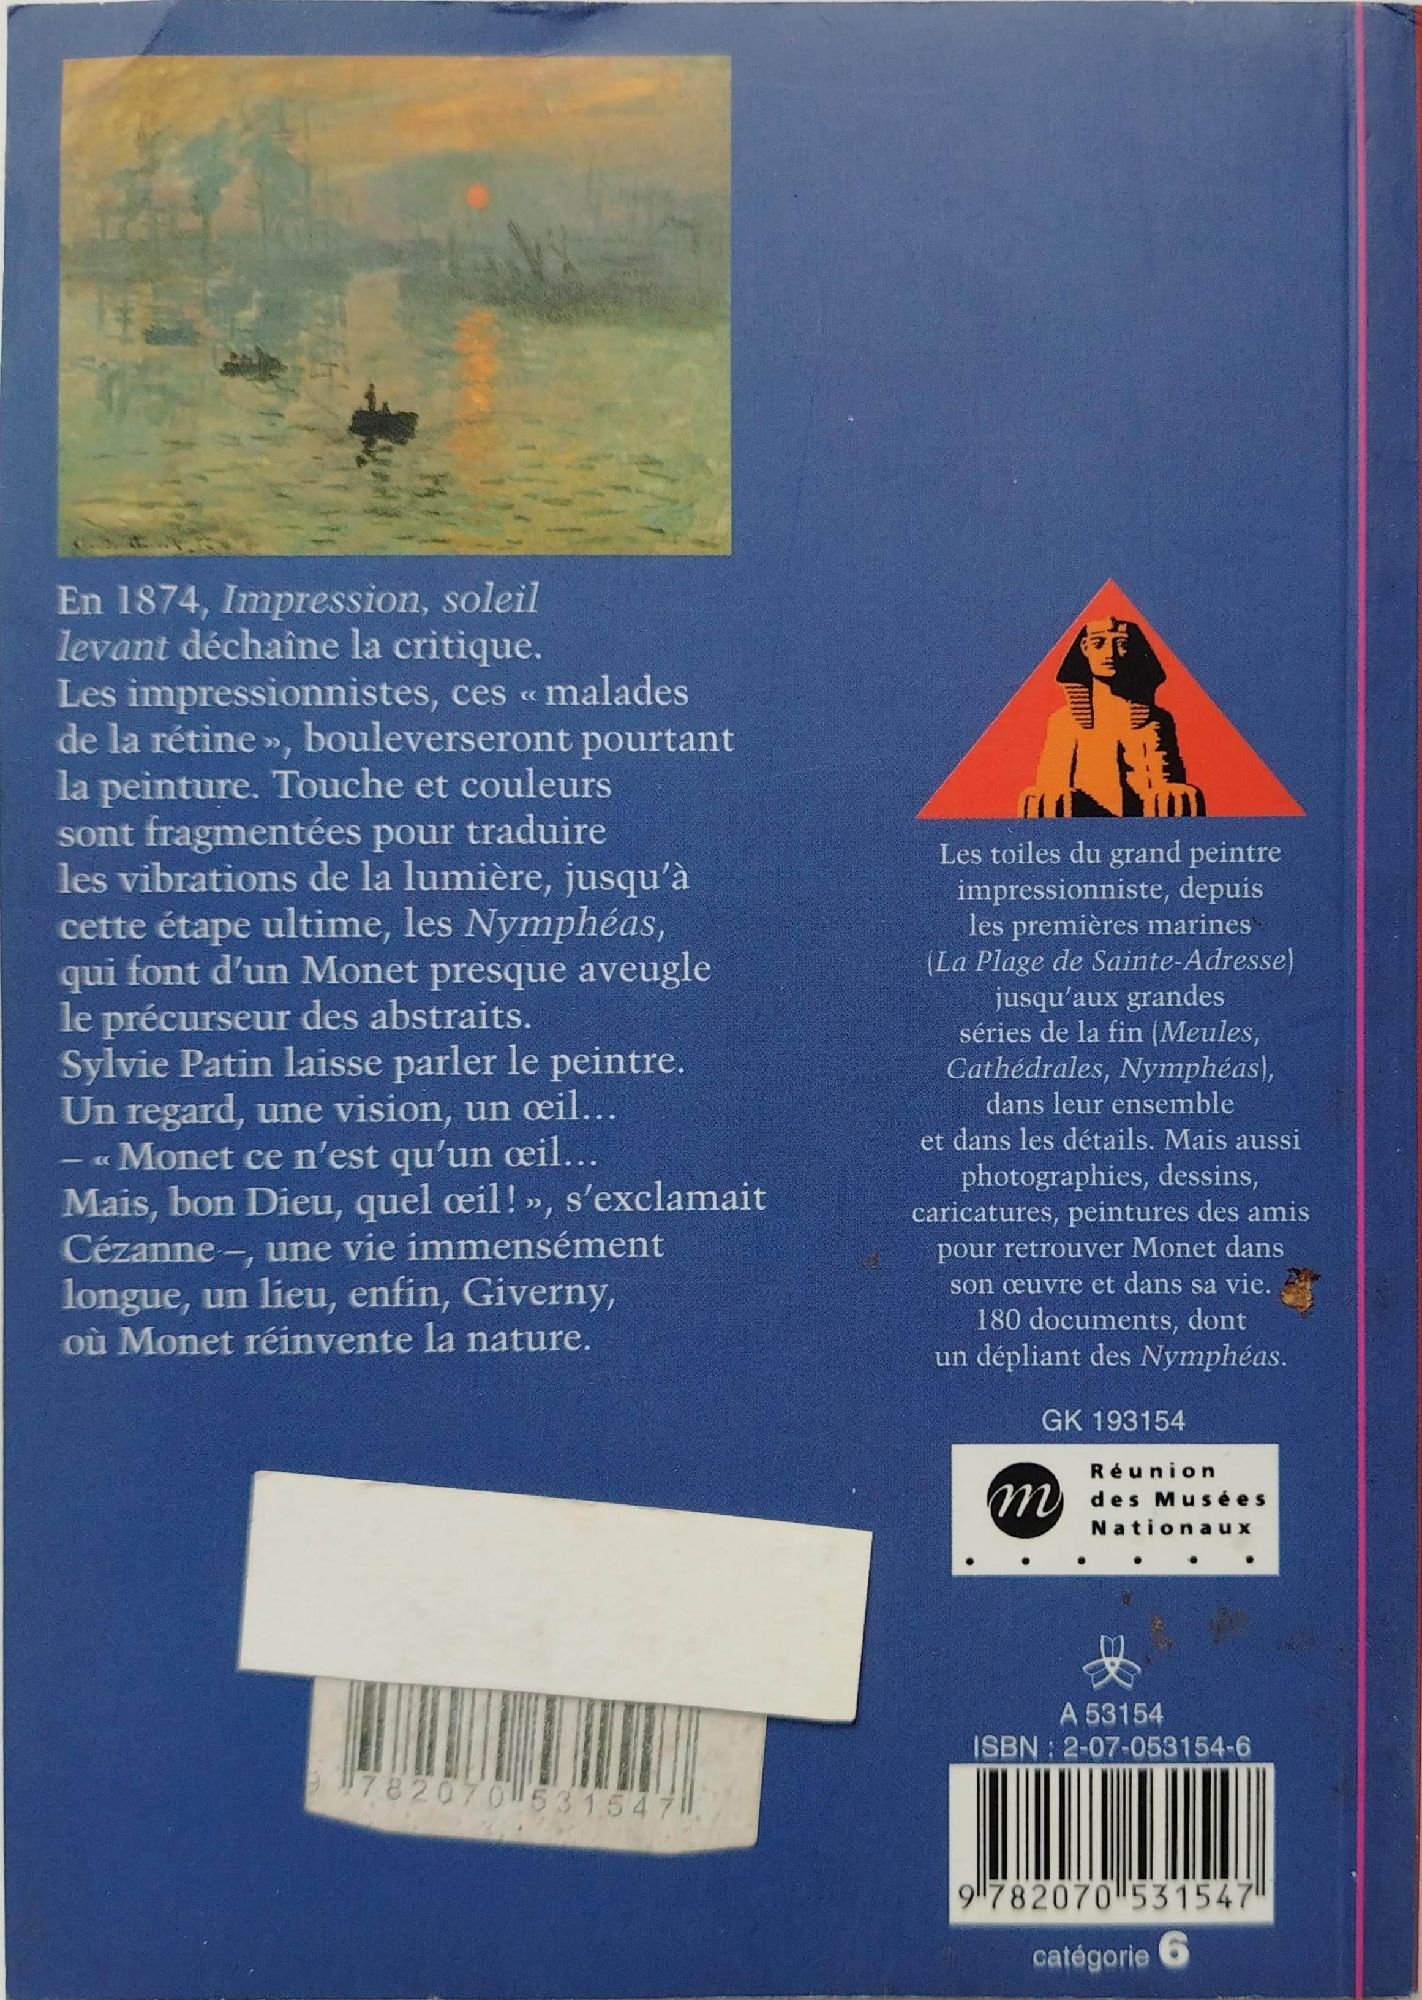 En 1874, Impression, soleil
levant déchaîne la critique.
Les impressionnistes, ces « malades
de la rétine », bouleverseront pourtant
la peinture. Touche et couleurs
sont fragmentées pour traduire
les vibrations de la lumière, jusqu'à
cette étape ultime, les Nymphéas,
qui font d'un Monet presque aveugle
le précurseur des abstraits.
Sylvie Patin laisse parler le peintre.
Un regard, une vision, un œil...
– « Monet ce n'est qu'un œil...
Mais, bon Dieu, quel œil ! », s'exclamait
Cézanne –, une vie immensément
longue, un lieu, enfin, Giverny,
où Monet réinvente la nature.
Les toiles du grand peintre
impressionniste, depuis
les premières marines
(La Plage de Sainte-Adresse)
jusqu'aux grandes
séries de la fin (Meules,
Cathédrales, Nymphéas),
dans leur ensemble
et dans les détails. Mais aussi
photographies, dessins,
caricatures, peintures des amis
pour retrouver Monet dans
son œuvre et dans sa vie.
180 documents, dont
un dépliant des Nymphéas.
GK 193154
m
Réunion
des Musées
Nationaux
A 53154
ISBN : 2-07-053154-6
9 782070 531547
catégorie 6
9 782070 531547